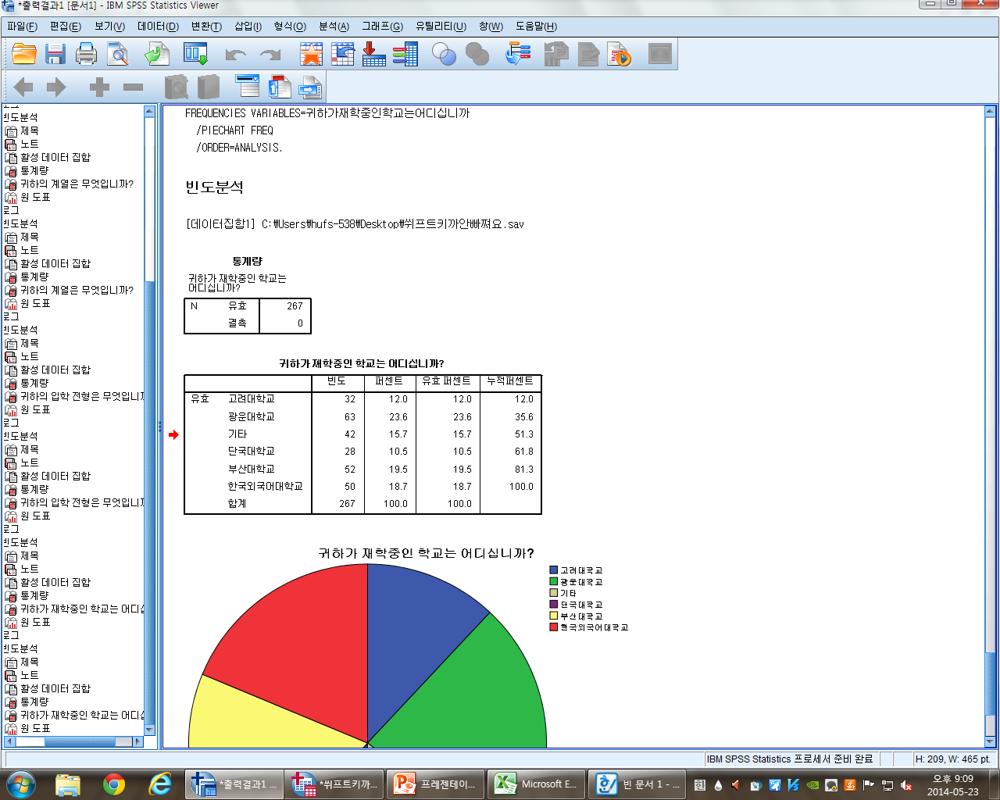 *출력결과1 [문서1] - IBM SPSS Statistics Viewer
파일(F) 편집(E) 보기(V) 데이터(D) 변환(T) 삽입(I) 형식(O) 분석(A) 그래프(G) 유틸리티(U) 창(W) 도움말(H)
빈도분석
제목
노트
활성 데이터 집합
통계량
귀하의 계열은 무엇입니까?
원 도표
로그
빈도분석
제목
노트
활성 데이터 집합
통계량
귀하의 계열은 무엇입니까?
원 도표
로그
빈도분석
제목
노트
활성 데이터 집합
통계량
귀하의 입학 전형은 무엇입니
원 도표
로그
빈도분석
제목
노트
활성 데이터 집합
통계량
귀하의 입학 전형은 무엇입니
원 도표
로그
빈도분석
제목
노트
활성 데이터 집합
통계량
귀하가 재학중인 학교는 어디
원 도표
로그
빈도분석
제목
노트
활성 데이터 집합
통계량
귀하가 재학중인 학교는 어디
원 도표
FREQUENCIES VARIABLES=귀하가재학중인학교는어디십니까
/PIECHART FREQ
/ORDER=ANALYSIS.
빈도분석
[데이터집합1] C:\Users\hufs-538\Desktop\쒸프트키까안빠쪄요.sav
통계량
귀하가 재학중인 학교는
어디십니까?
N 유효 267
결측 0
귀하가 재학중인 학교는 어디십니까?
빈도 퍼센트 유효 퍼센트 누적퍼센트
유효 고려대학교 32 12.0 12.0 12.0
광운대학교 63 23.6 23.6 35.6
기타 42 15.7 15.7 51.3
단국대학교 28 10.5 10.5 61.8
부산대학교 52 19.5 19.5 81.3
한국외국어대학교 50 18.7 18.7 100.0
합계 267 100.0 100.0
귀하가 재학중인 학교는 어디십니까?
고려대학교
광운대학교
기타
단국대학교
부산대학교
한국외국어대학교
IBM SPSS Statistics 프로세서 준비 완료 H: 209, W: 465 pt.
*출력결과1 ... *쒸프트키까... 프레젠테이... Microsoft E... 빈 문서 1 - ... 오후 9:09
2014-05-23